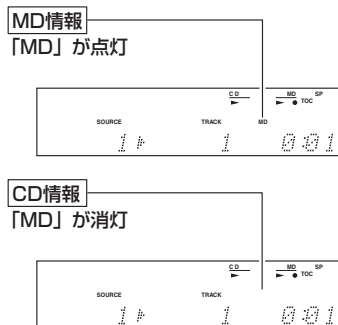 MD情報
「MD」が点灯
CD MD SP
TOC
SOURCE TRACK MD
1 1 0:01
CD情報
「MD」が消灯
CD MD SP
TOC
SOURCE TRACK
1 1 0:01